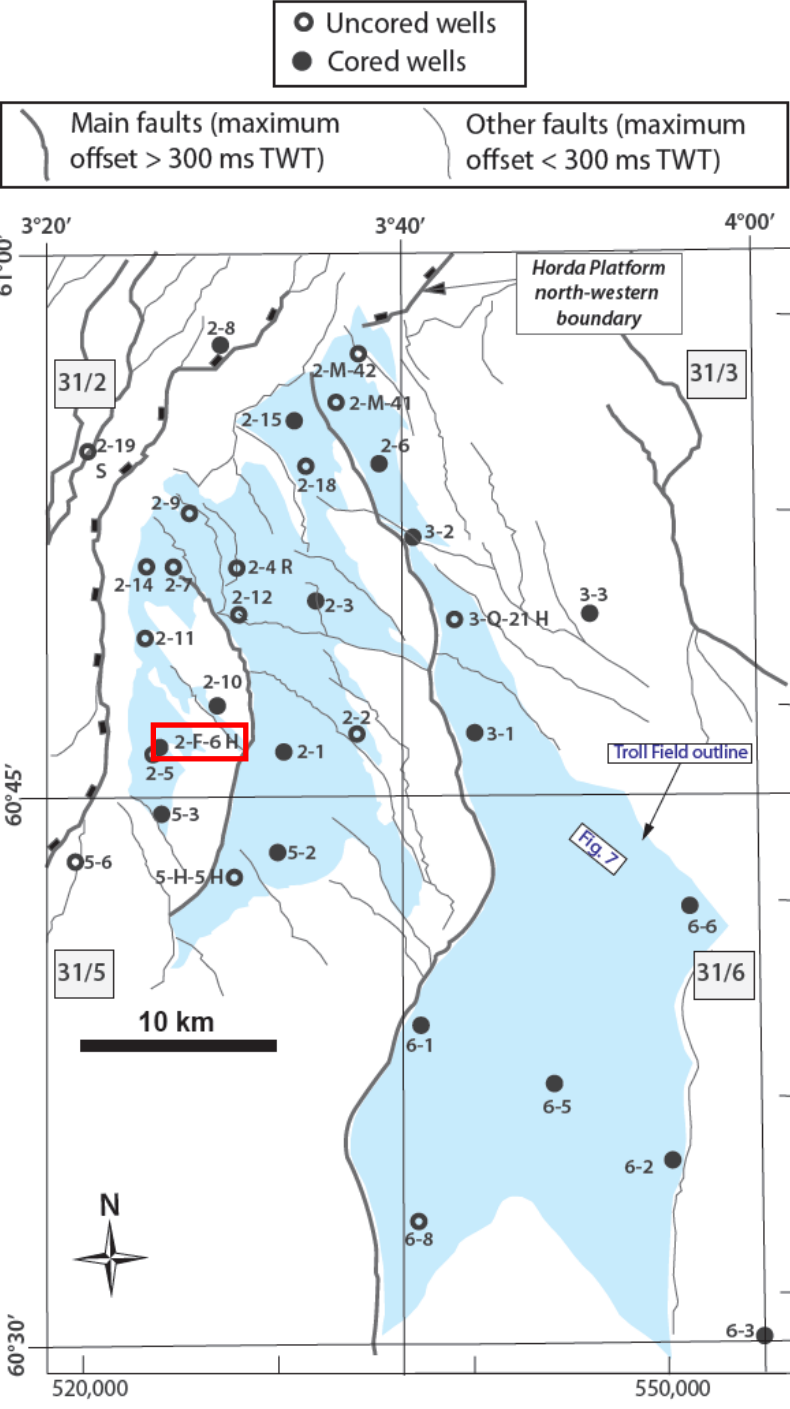 Uncored wells
Cored wells
Main faults (maximum
offset > 300 ms TWT)
Other faults (maximum
offset < 300 ms TWT)
3°20′
3°40′
4°00′
61°00′
Horda Platform
north-western
boundary
2-8
31/2
2-M-42
31/3
2-M-41
2-15
2-19
S
2-6
2-18
2-9
3-2
2-14
2-7
2-4 R
2-12
2-3
3-3
3-Q-21 H
2-11
2-10
2-F-6 H
2-5
2-2
2-1
3-1
Troll Field outline
60°45′
5-3
5-6
5-2
5-H-5 H
Fig. 7
6-6
31/5
31/6
10 km
6-1
6-5
6-2
N
6-8
6-3
60°30′
520,000
550,000